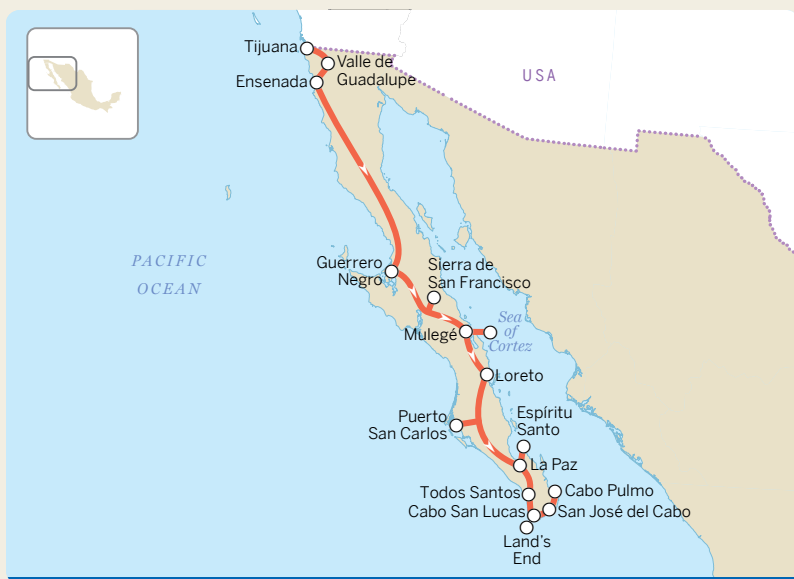 Tijuana
Valle de
Guadalupe
Ensenada
USA
PACIFIC
OCEAN
Guerrero
Negro
Sierra de
San Francisco
Sea
of
Cortez
Mulegé
Loreto
Puerto
San Carlos
Espíritu
Santo
La Paz
Todos Santos
Cabo Pulmo
Cabo San Lucas
San José del Cabo
Land's
End